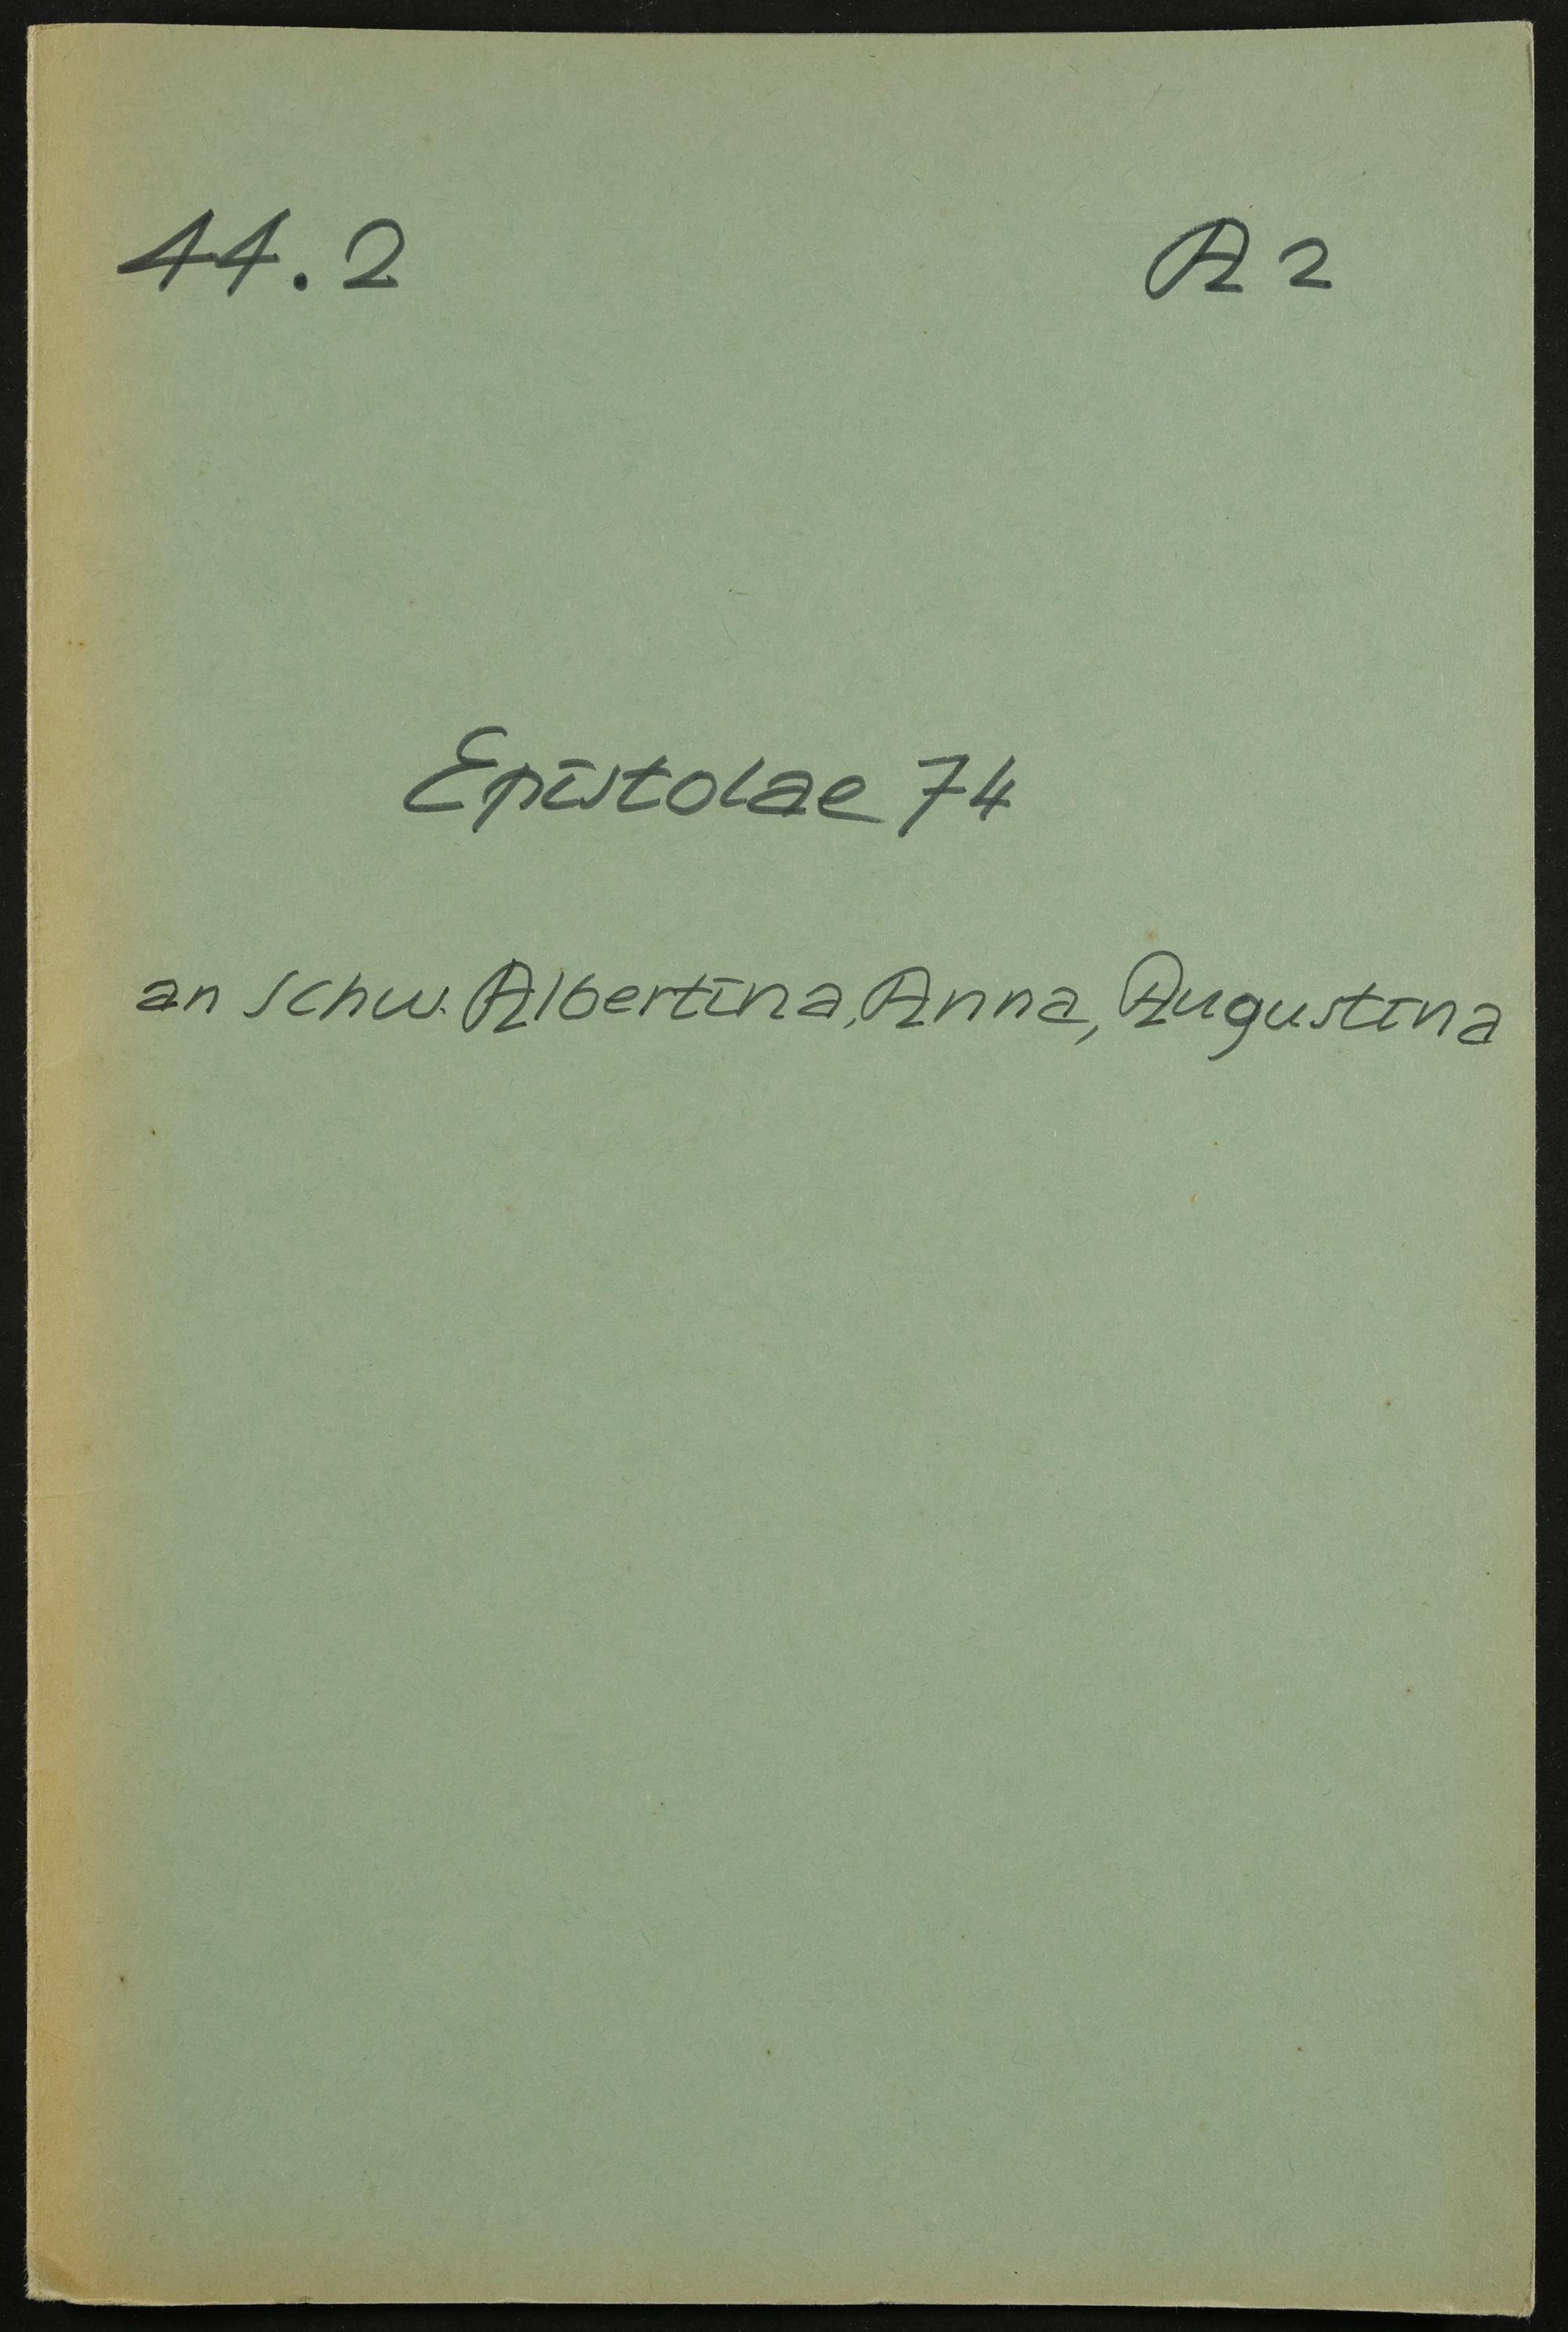 44.2 A2
Epistolae 74
an Schw. Albertina, Anna, Augustina